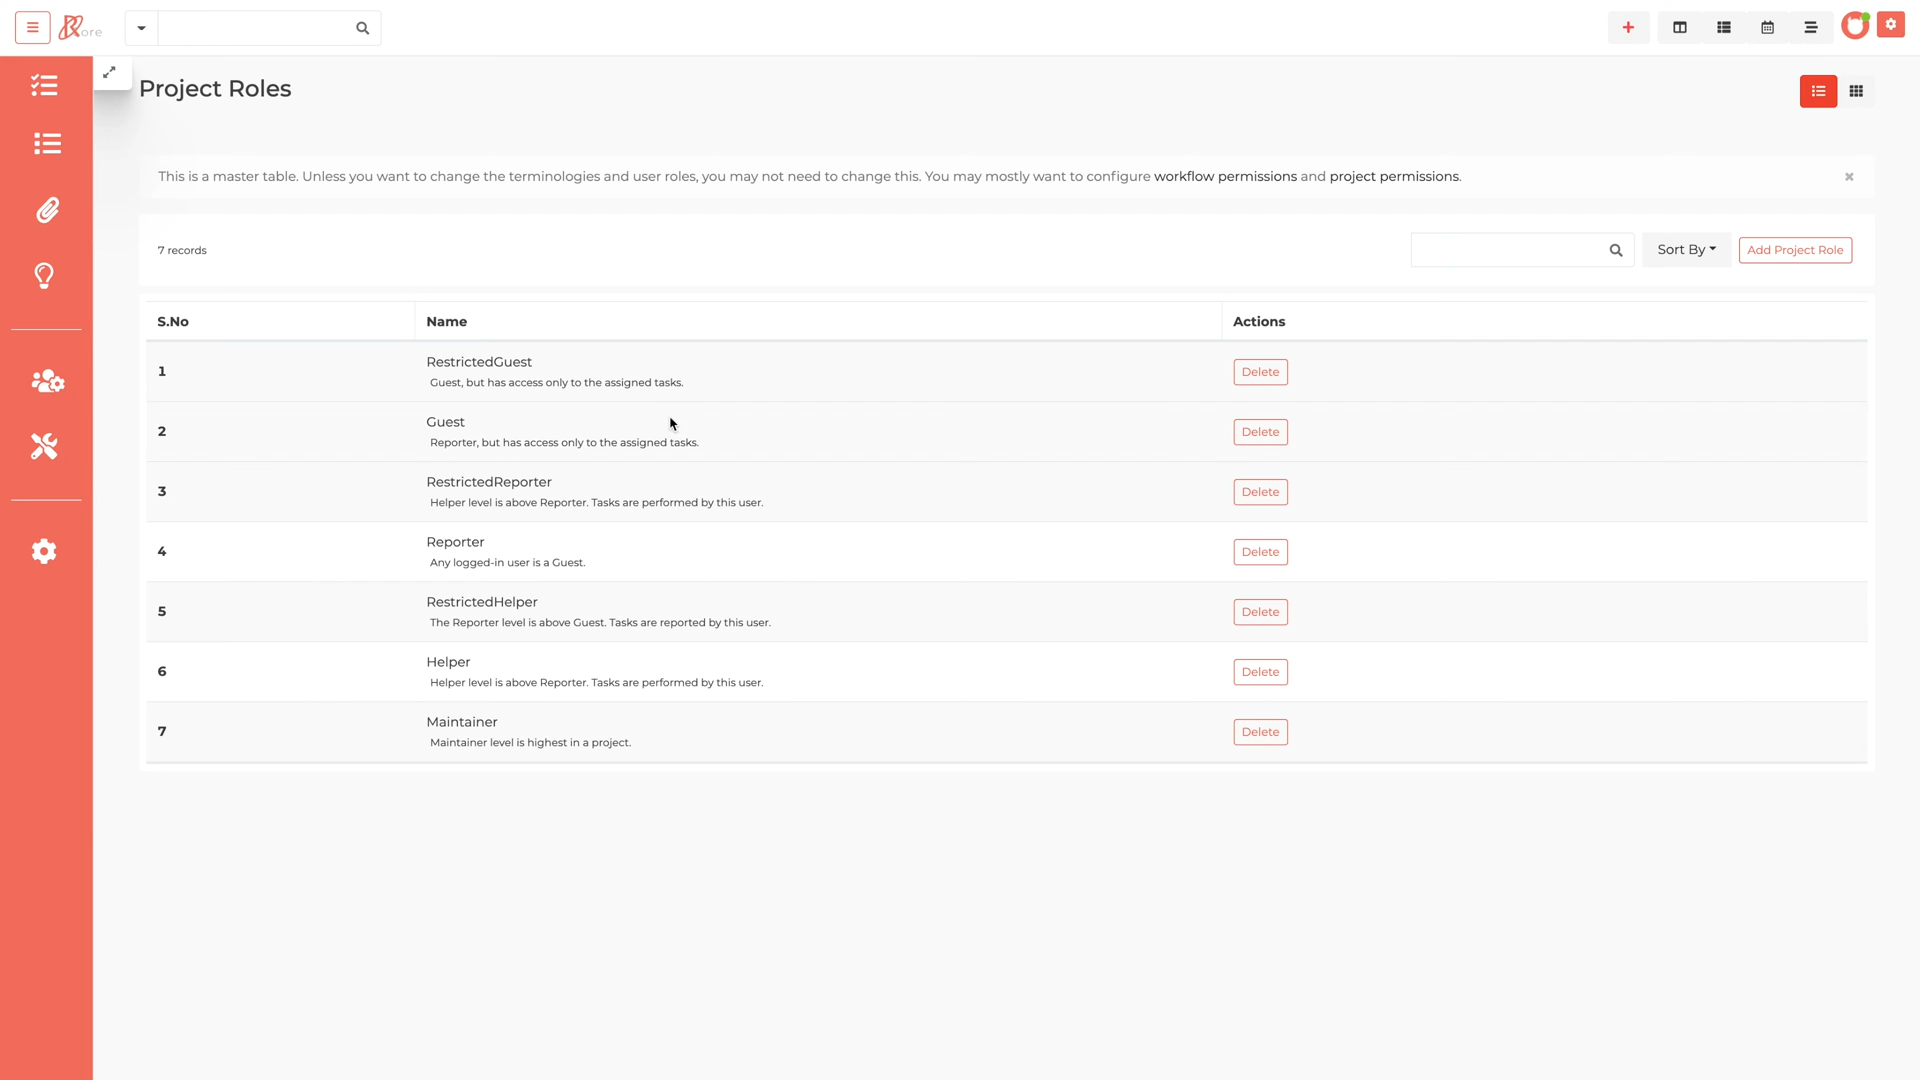 ore
Project Roles
This is a master table. Unless you want to change the terminologies and user roles, you may not need to change this. You may mostly want to configure workflow permissions and project permissions.
7 records
Sort By
Add Project Role
S.No Name Actions
1 RestrictedGuest Delete
Guest, but has access only to the assigned tasks.
2 Guest Delete
Reporter, but has access only to the assigned tasks.
3 RestrictedReporter Delete
Helper level is above Reporter. Tasks are performed by this user.
4 Reporter Delete
Any logged-in user is a Guest.
5 RestrictedHelper Delete
The Reporter level is above Guest. Tasks are reported by this user.
6 Helper Delete
Helper level is above Reporter. Tasks are performed by this user.
7 Maintainer Delete
Maintainer level is highest in a project.